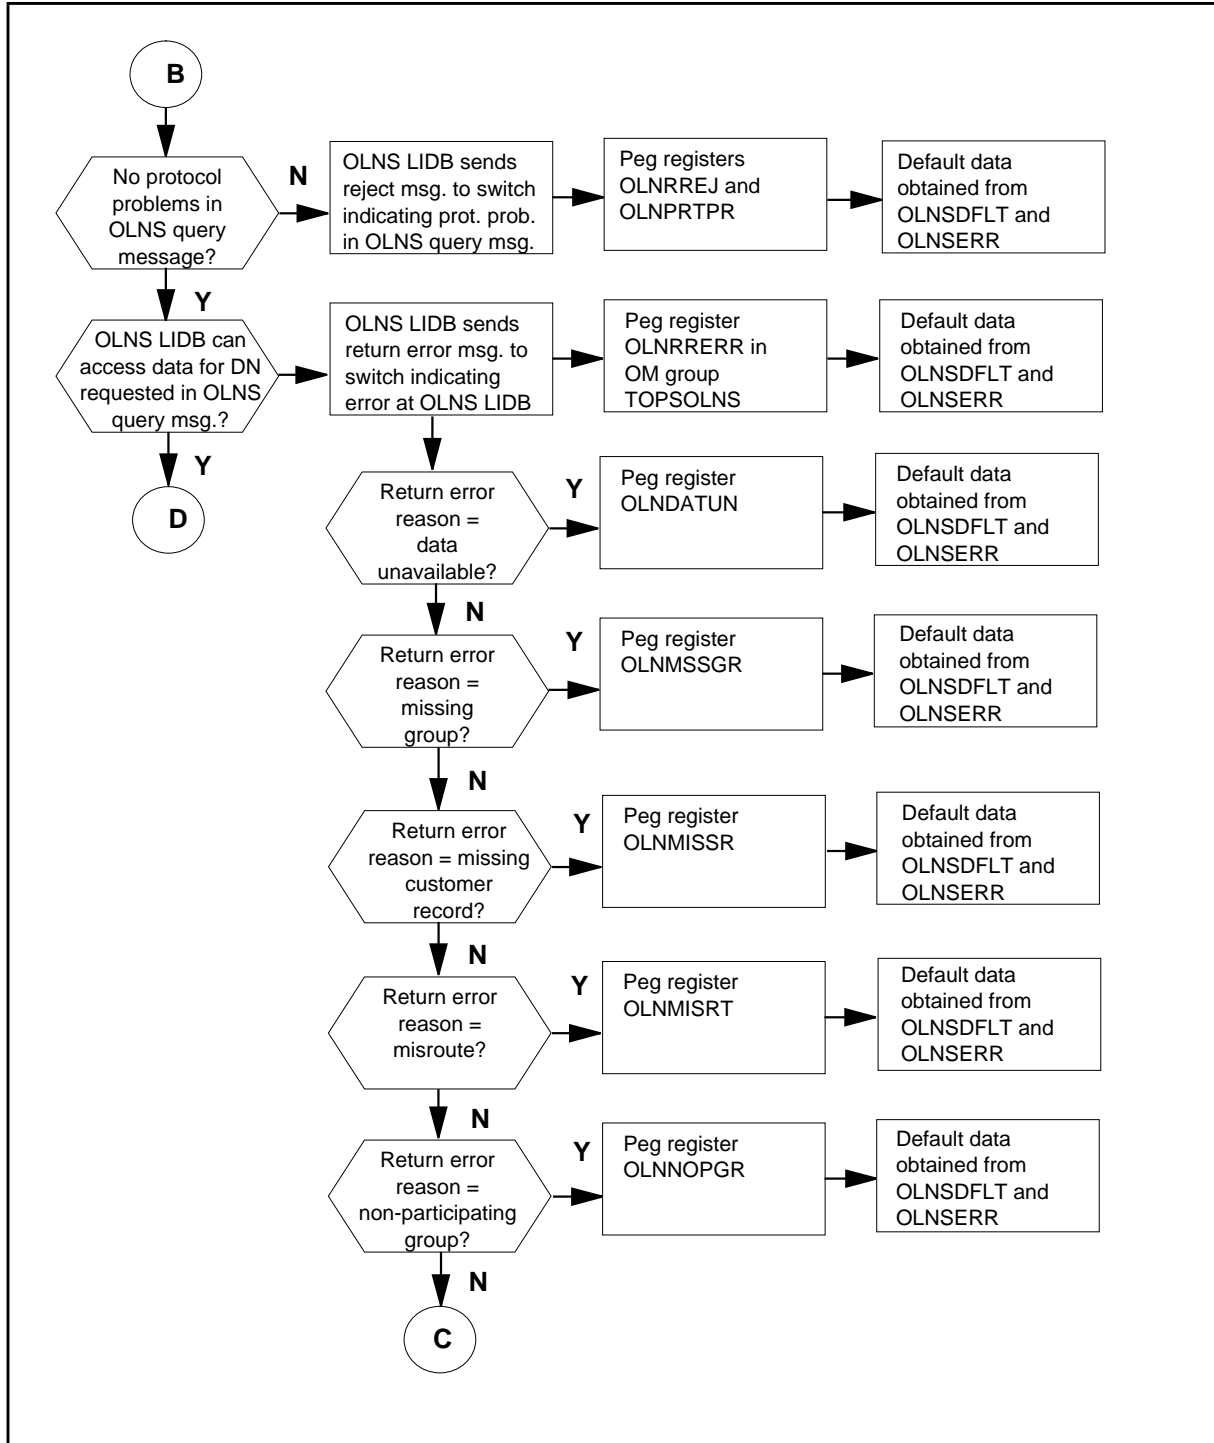 B
No protocol
problems in
OLNS query
message?
N
OLNS LIDB sends
reject msg. to switch
indicating prot. prob.
in OLNS query msg.
Peg registers
OLNRREJ and
OLNPRTPR
Default data
obtained from
OLNSDFLT and
OLNSERR
Y
OLNS LIDB can
access data for DN
requested in OLNS
query msg.?
OLNS LIDB sends
return error msg. to
switch indicating
error at OLNS LIDB
Peg register
OLNRRERR in
OM group
TOPSOLNS
Default data
obtained from
OLNSDFLT and
OLNSERR
Y
D
Return error
reason =
data
unavailable?
Y
Peg register
OLNDATUN
Default data
obtained from
OLNSDFLT and
OLNSERR
N
Return error
reason =
missing
group?
Y
Peg register
OLNMSSGR
Default data
obtained from
OLNSDFLT and
OLNSERR
N
Return error
reason = missing
customer
record?
Y
Peg register
OLNMISSR
Default data
obtained from
OLNSDFLT and
OLNSERR
N
Return error
reason =
misroute?
Y
Peg register
OLNMISRT
Default data
obtained from
OLNSDFLT and
OLNSERR
N
Return error
reason =
non-participating
group?
Y
Peg register
OLNNOPGR
Default data
obtained from
OLNSDFLT and
OLNSERR
N
C